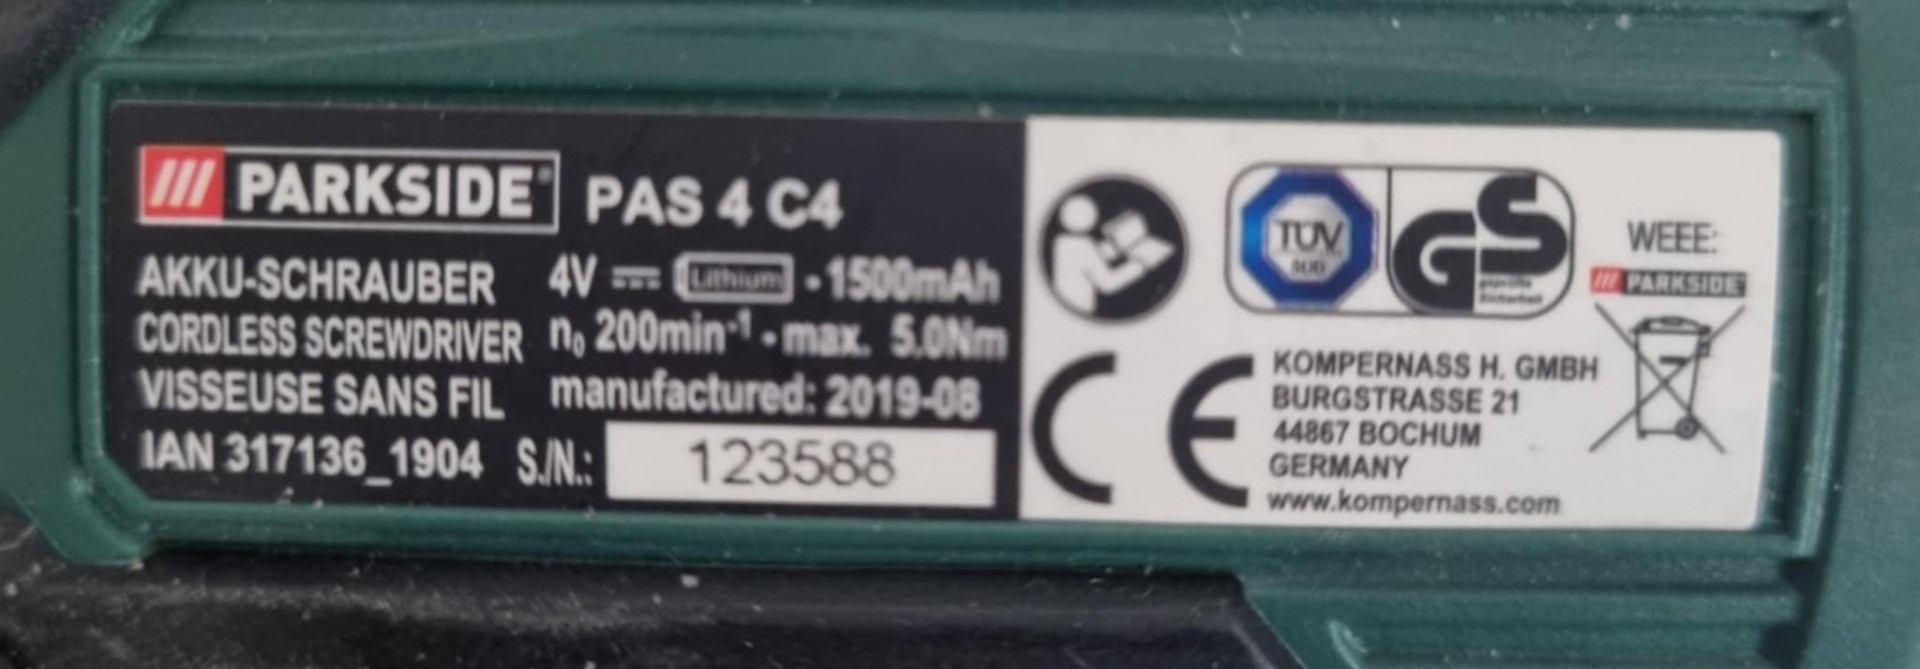 PARKSIDE® PAS 4 C4
AKKU-SCHRAUBER
CORDLESS SCREWDRIVER
VISSEUSE SANS FIL
IAN 317136_1904
4V ⎓ Lithium • 1500mAh
n₀ 200min⁻¹ • max. 5.0Nm
manufactured: 2019-08
S./N.: 123588
TÜV
SÜD
GS
geprüfte
Sicherheit
CE
KOMPERNASS H. GMBH
BURGSTRASSE 21
44867 BOCHUM
GERMANY
www.kompernass.com
WEEE:
PARKSIDE®